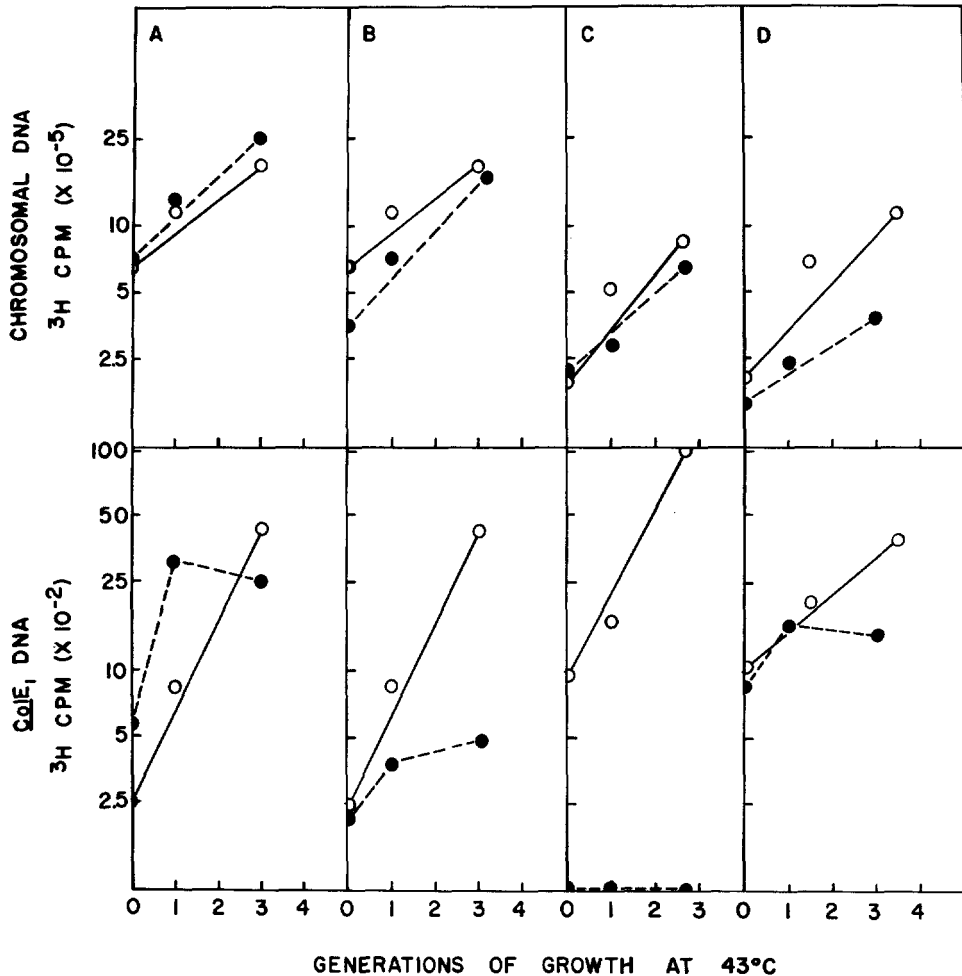 A
B
C
D
CHROMOSOMAL DNA
³H CPM (X 10⁻⁵)
25
10
5
2.5
ColE₁ DNA
³H CPM (X 10⁻²)
100
50
25
10
5
2.5
0 1 2 3 4
0 1 2 3 4
0 1 2 3
0 1 2 3 4
GENERATIONS OF GROWTH AT 43°C